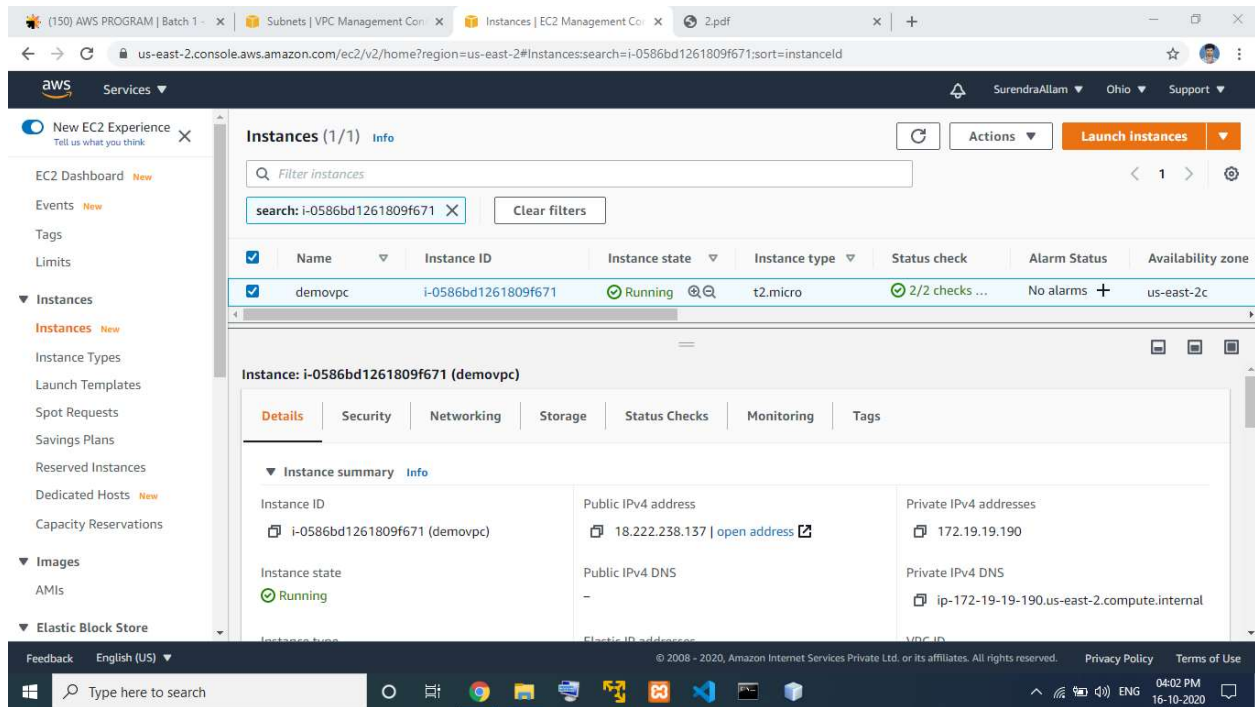 (150) AWS PROGRAM | Batch 1 -
Subnets | VPC Management Con
Instances | EC2 Management Co
2.pdf
us-east-2.console.aws.amazon.com/ec2/v2/home?region=us-east-2#Instances:search=i-0586bd1261809f671;sort=instanceId
aws
Services
SurendraAllam
Ohio
Support
New EC2 Experience
Tell us what you think
EC2 Dashboard New
Events New
Tags
Limits
Instances
Instances New
Instance Types
Launch Templates
Spot Requests
Savings Plans
Reserved Instances
Dedicated Hosts New
Capacity Reservations
Images
AMIs
Elastic Block Store
Instances (1/1) Info
Actions
Launch instances
Filter instances
1
search: i-0586bd1261809f671
Clear filters
Name Instance ID Instance state Instance type Status check Alarm Status Availability zone
demovpc i-0586bd1261809f671 Running t2.micro 2/2 checks ... No alarms + us-east-2c
Instance: i-0586bd1261809f671 (demovpc)
Details Security Networking Storage Status Checks Monitoring Tags
Instance summary Info
Instance ID Public IPv4 address Private IPv4 addresses
i-0586bd1261809f671 (demovpc) 18.222.238.137 | open address 172.19.19.190
Instance state Public IPv4 DNS Private IPv4 DNS
Running – ip-172-19-19-190.us-east-2.compute.internal
Instance type Elastic IP addresses VPC ID
Feedback English (US) © 2008 - 2020, Amazon Internet Services Private Ltd. or its affiliates. All rights reserved. Privacy Policy Terms of Use
Type here to search
ENG
04:02 PM
16-10-2020